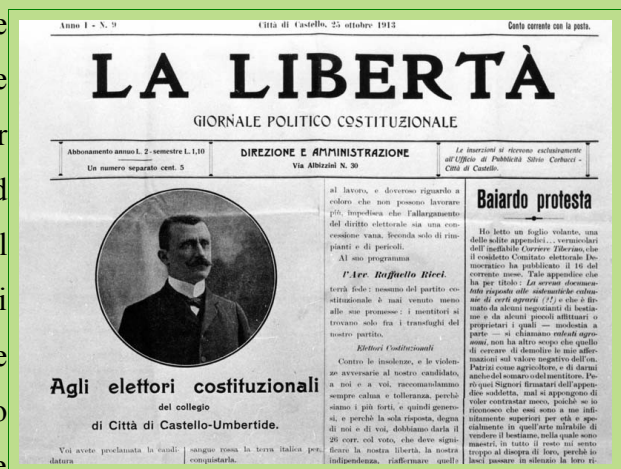 e
e
r
d
l
i
e
o
e
Anno I - N. 9
Città di Castello, 25 ottobre 1913
Conto corrente con la posta.
LA LIBERTÀ
GIORNALE POLITICO COSTITUZIONALE
Abbonamento annuo L. 2 - semestre L. 1,10
Un numero separato cent. 5
DIREZIONE E AMMINISTRAZIONE
Via Albizzini N. 30
Le inserzioni si ricevono esclusivamente
all'Ufficio di Pubblicità Silvio Corbucci -
Città di Castello.
Agli elettori costituzionali
del collegio
di Città di Castello-Umbertide.
Voi avete proclamata la candi-
datura
sangue rossa la terra italica per
conquistarla.
al lavoro, e doveroso riguardo a
coloro che non possono lavorare
più, impedisca che l'allargamento
del diritto elettorale sia una con-
cessione vana, feconda solo di rim-
pianti e di pericoli.
Al suo programma
l'Avv. Raffaello Ricci.
terrà fede: nessuno del partito co-
stituzionale è mai venuto meno
alle sue promesse: i mentitori si
trovano solo fra i transfughi del
nostro partito.
Elettori Costituzionali
Contro le insolenze, e le violen-
ze avversarie al nostro candidato,
a noi e a voi, raccomandammo
sempre calma e tolleranza, perchè
siamo i più forti, e quindi genero-
si, e perchè la sola risposta, degna
di noi e di voi, dobbiamo darla il
26 corr. col voto, che deve signi-
ficare la nostra libertà, la nostra
indipendenza, riaffermare quelle
Baiardo protesta
Ho letto un foglio volante, una
delle solite appendici... vermicolari
dell'ineffabile Corriere Tiberino, che
il cosidetto Comitato elettorale De-
mocratico ha pubblicato il 16 del
corrente mese. Tale appendice che
ha per titolo: La serena documen-
tata risposta alle sistematiche calun-
nie di certi agrarii (?!) e che è fir-
mato da alcuni negozianti di bestia-
me e da alcuni piccoli affittuari o
proprietari i quali — modestia a
parte — si chiamano valenti agro-
nomi, non ha altro scopo che quello
di cercare di demolire le mie affer-
mazioni sul valore negativo dell'on.
Patrizi come agricoltore, e di darmi
anche del somaro o del mentitore. Pe-
rò quei Signori firmatari dell'appen-
dice suddetta, mal si appongono di
voler contrastar meco, poichè se io
riconosco che essi sono a me infi-
nitamente superiori per età e spe-
cialmente in quell'arte mirabile di
vendere il bestiame, nella quale sono
maestri, in tutto il resto mi sento
troppo al disopra di loro, perchè io
lasci passare in silenzio la loro ri-